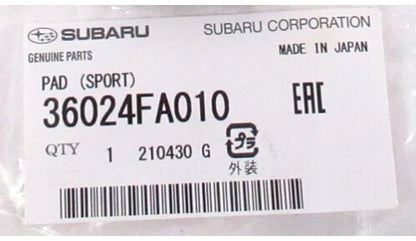 SUBARU SUBARU CORPORATION
GENUINE PARTS MADE IN JAPAN
PAD (SPORT)
36024FA010 EAC
QTY 1 210430 G プラ
外装